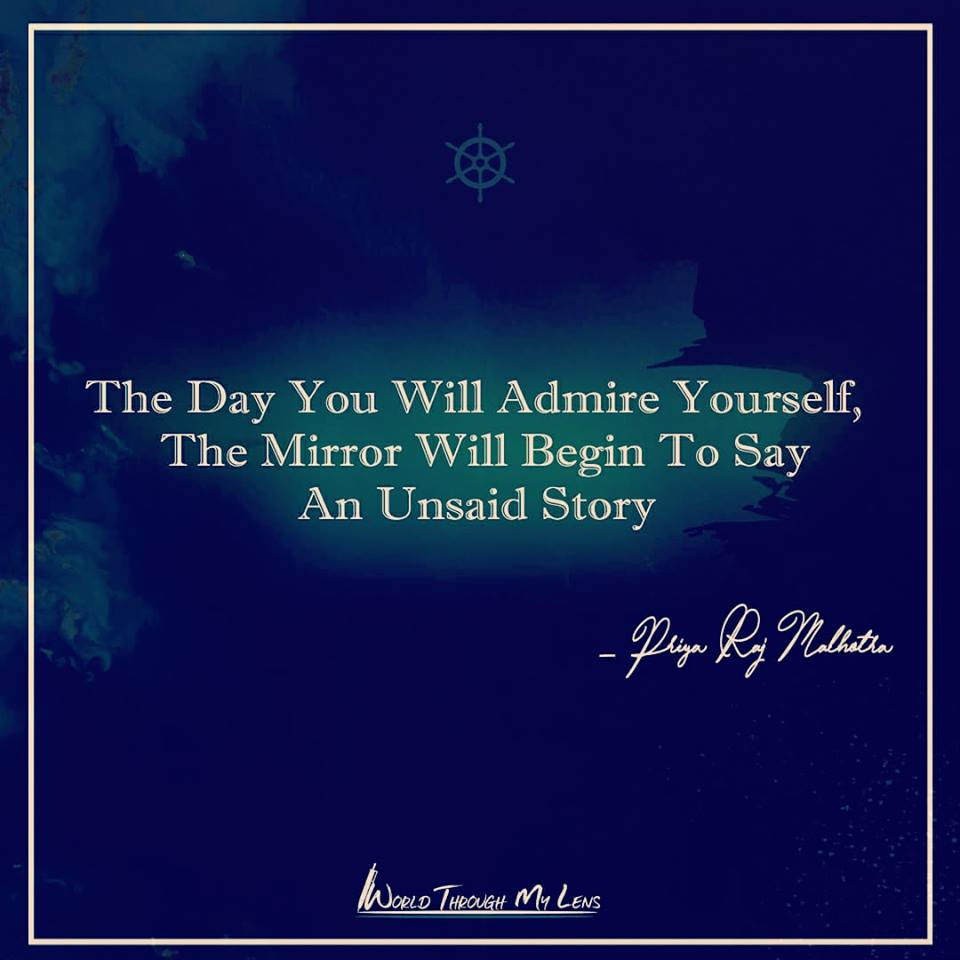 The Day You Will Admire Yourself,
The Mirror Will Begin To Say
An Unsaid Story
_ Priya Raj Malhotra
World Through My Lens